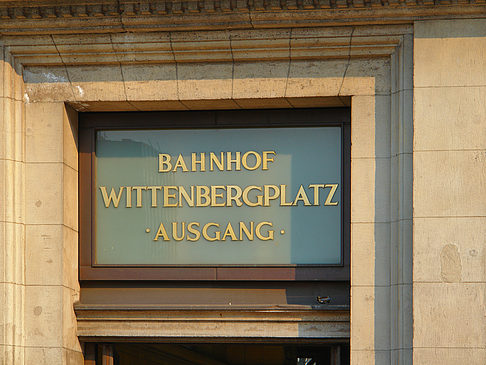 BAHNHOF
WITTENBERGPLATZ
· AUSGANG ·